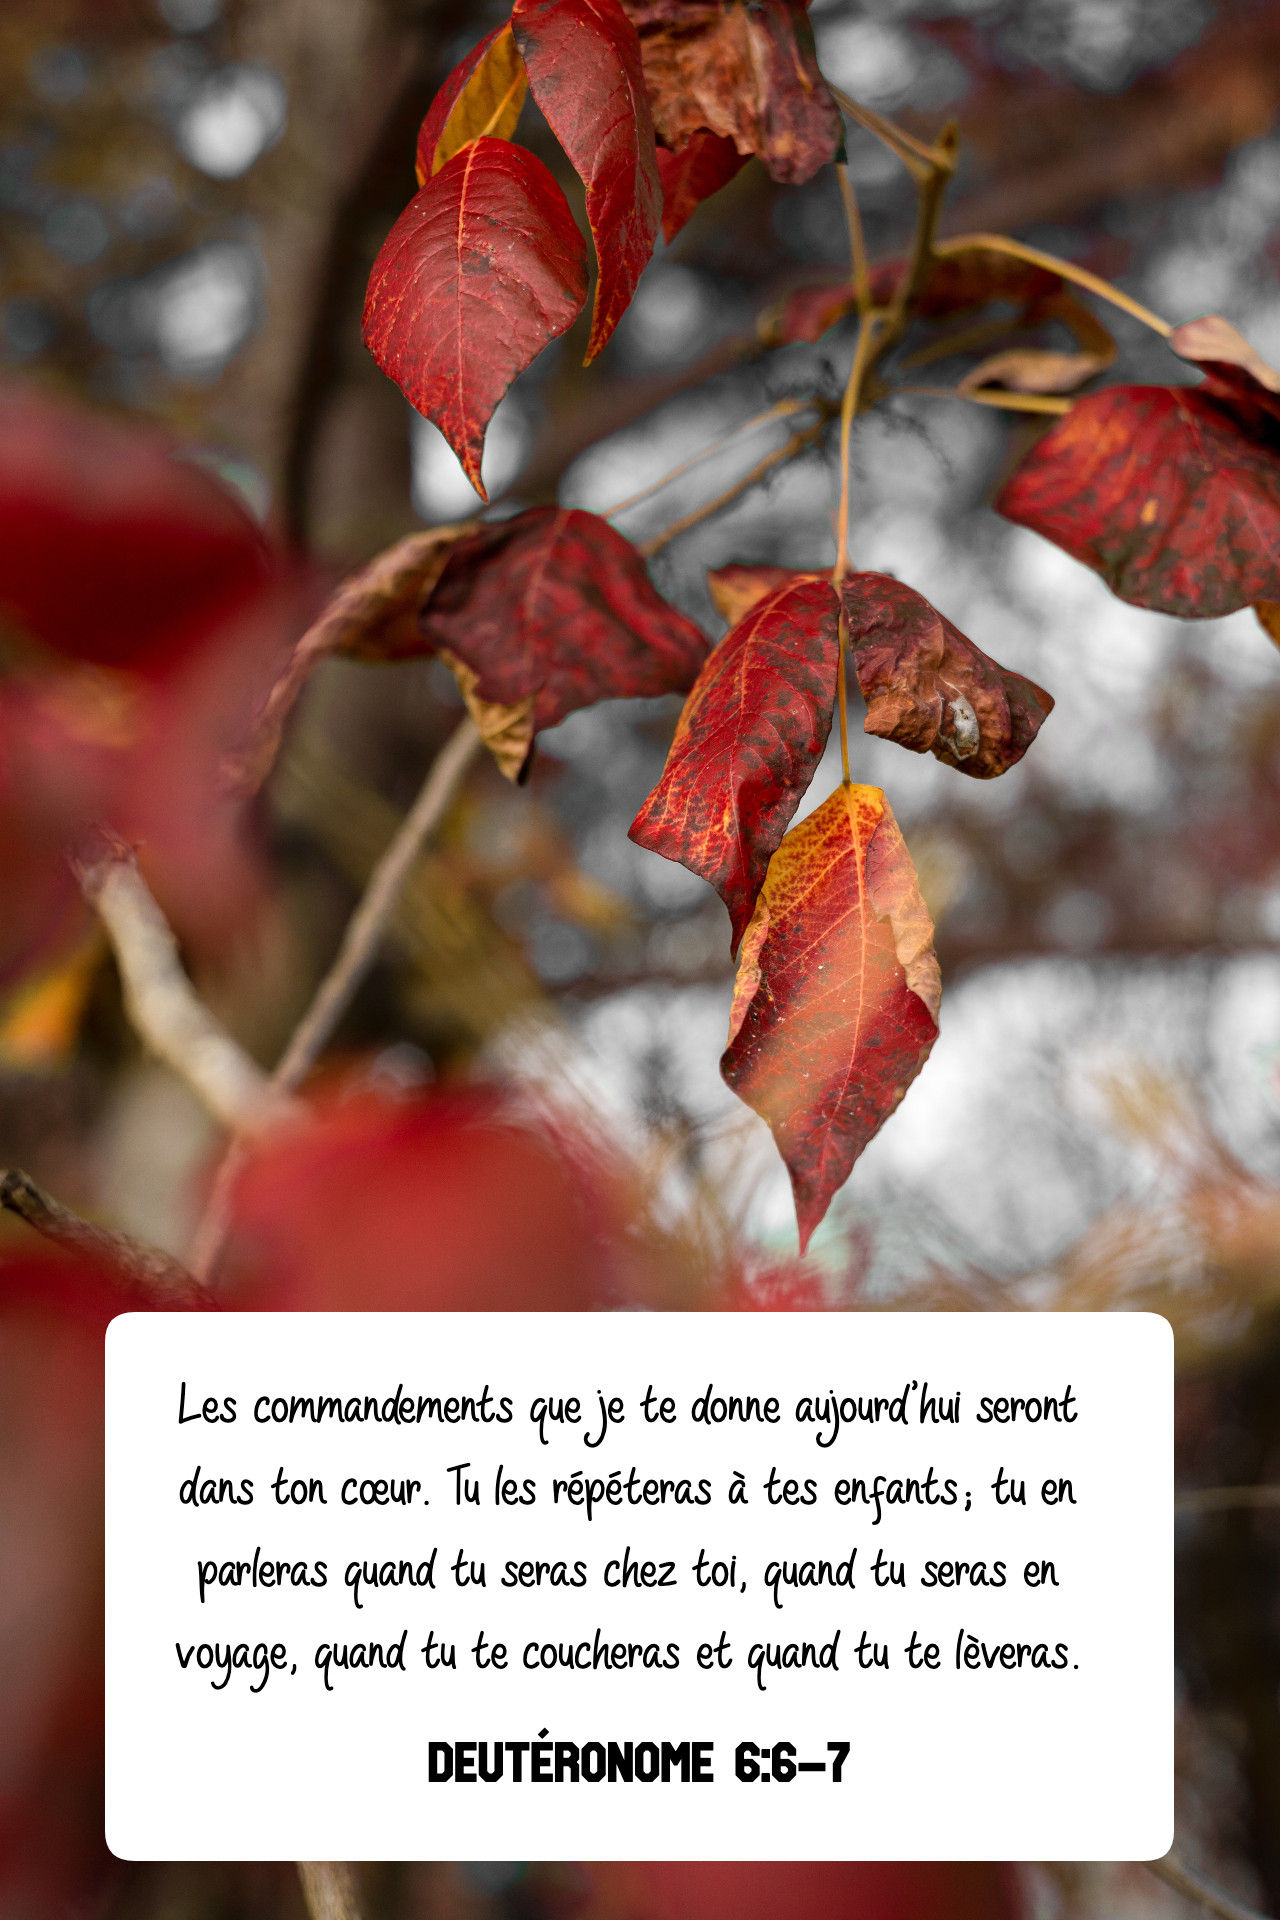 Les commandements que je te donne aujourd'hui seront
dans ton cœur. Tu les répéteras à tes enfants; tu en
parleras quand tu seras chez toi, quand tu seras en
voyage, quand tu te coucheras et quand tu te lèveras.
DEUTÉRONOME 6:6–7